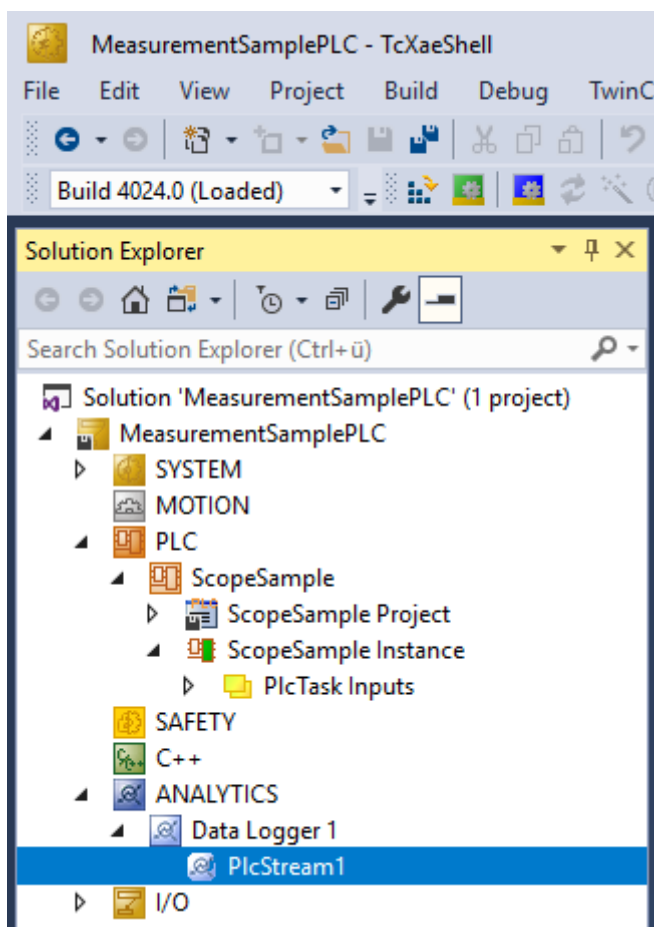 MeasurementSamplePLC - TcXaeShell
File Edit View Project Build Debug TwinC
Build 4024.0 (Loaded)
Solution Explorer
Search Solution Explorer (Ctrl+ü)
Solution 'MeasurementSamplePLC' (1 project)
MeasurementSamplePLC
SYSTEM
MOTION
PLC
ScopeSample
ScopeSample Project
ScopeSample Instance
PlcTask Inputs
SAFETY
C++
ANALYTICS
Data Logger 1
PlcStream1
I/O